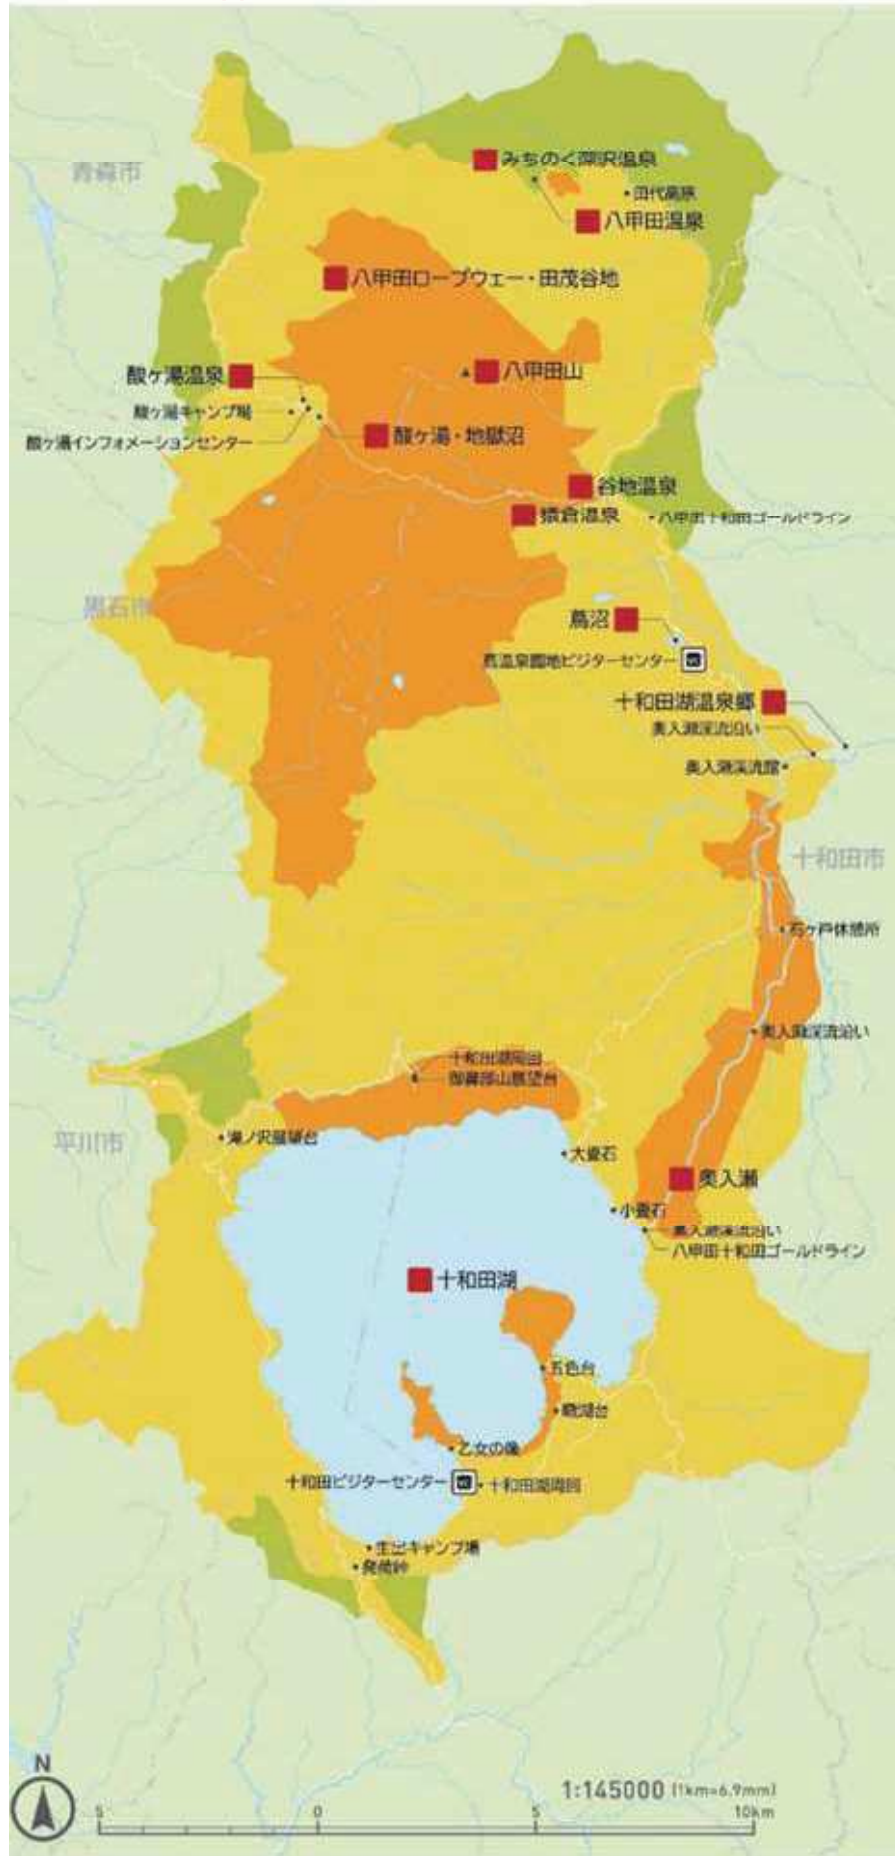 青森市
みちのく深沢温泉
田代高原
八甲田温泉
八甲田ロープウェー・田茂谷地
酸ヶ湯温泉
八甲田山
酸ヶ湯キャンプ場
酸ヶ湯・地獄沼
酸ヶ湯インフォメーションセンター
谷地温泉
猿倉温泉
八甲田十和田ゴールドライン
黒石市
蔦沼
蔦温泉園地ビジターセンター
十和田湖温泉郷
奥入瀬渓流沿い
奥入瀬渓流館
十和田市
石ヶ戸休憩所
奥入瀬渓流沿い
十和田湖周回
御鼻部山展望台
平川市
滝ノ沢展望台
大畳石
奥入瀬
小畳石
奥入瀬渓流沿い
八甲田十和田ゴールドライン
十和田湖
五色台
瞰湖台
乙女の像
十和田ビジターセンター
十和田湖周回
生出キャンプ場
発荷峠
N
1:145000 (1km=6.9mm)
5 0 5 10km